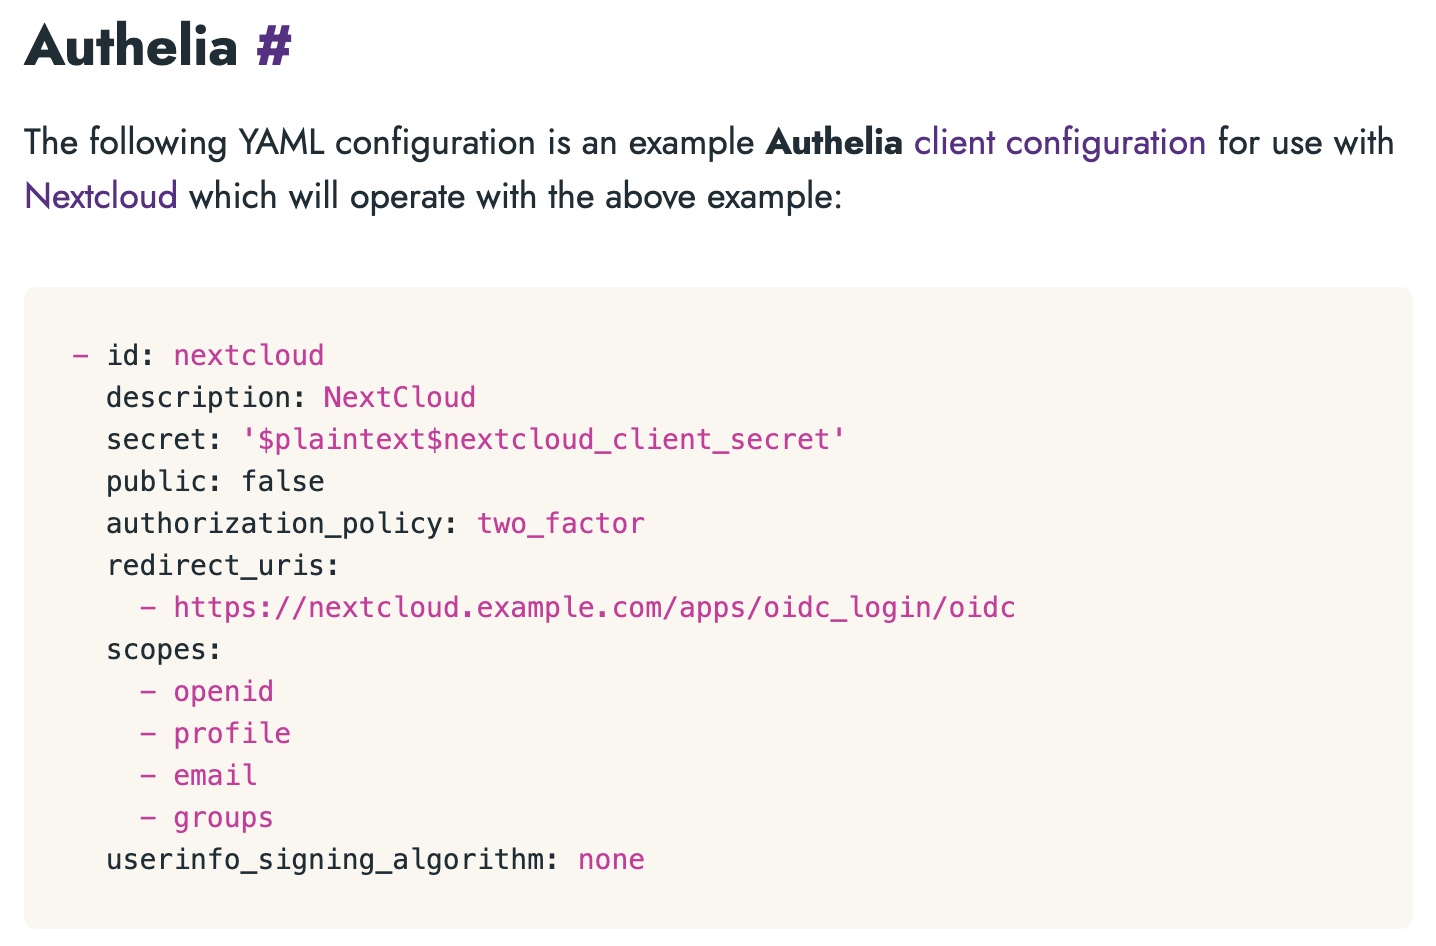 Authelia #
The following YAML configuration is an example Authelia client configuration for use with
Nextcloud which will operate with the above example:
- id: nextcloud
  description: NextCloud
  secret: '$plaintext$nextcloud_client_secret'
  public: false
  authorization_policy: two_factor
  redirect_uris:
    - https://nextcloud.example.com/apps/oidc_login/oidc
  scopes:
    - openid
    - profile
    - email
    - groups
  userinfo_signing_algorithm: none